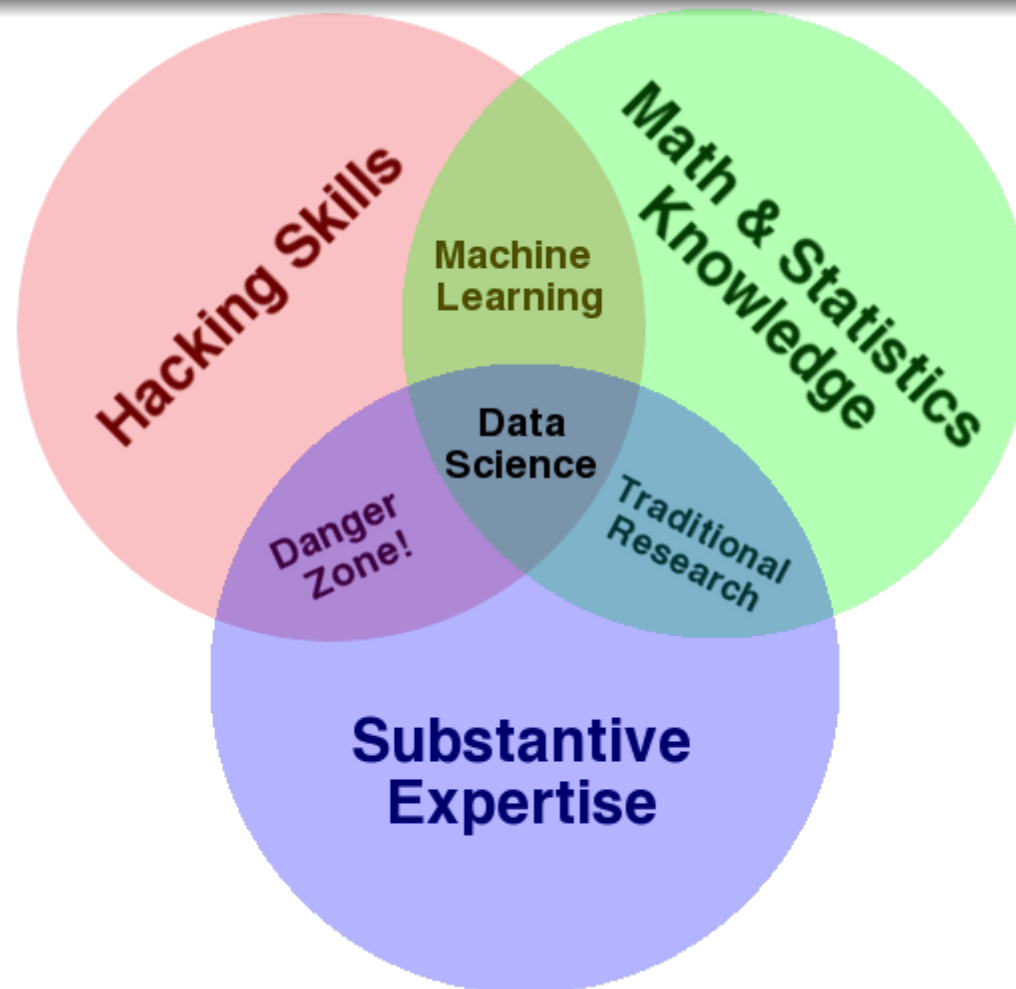 Hacking Skills
Math & Statistics
Knowledge
Machine
Learning
Data
Science
Danger
Zone!
Traditional
Research
Substantive
Expertise